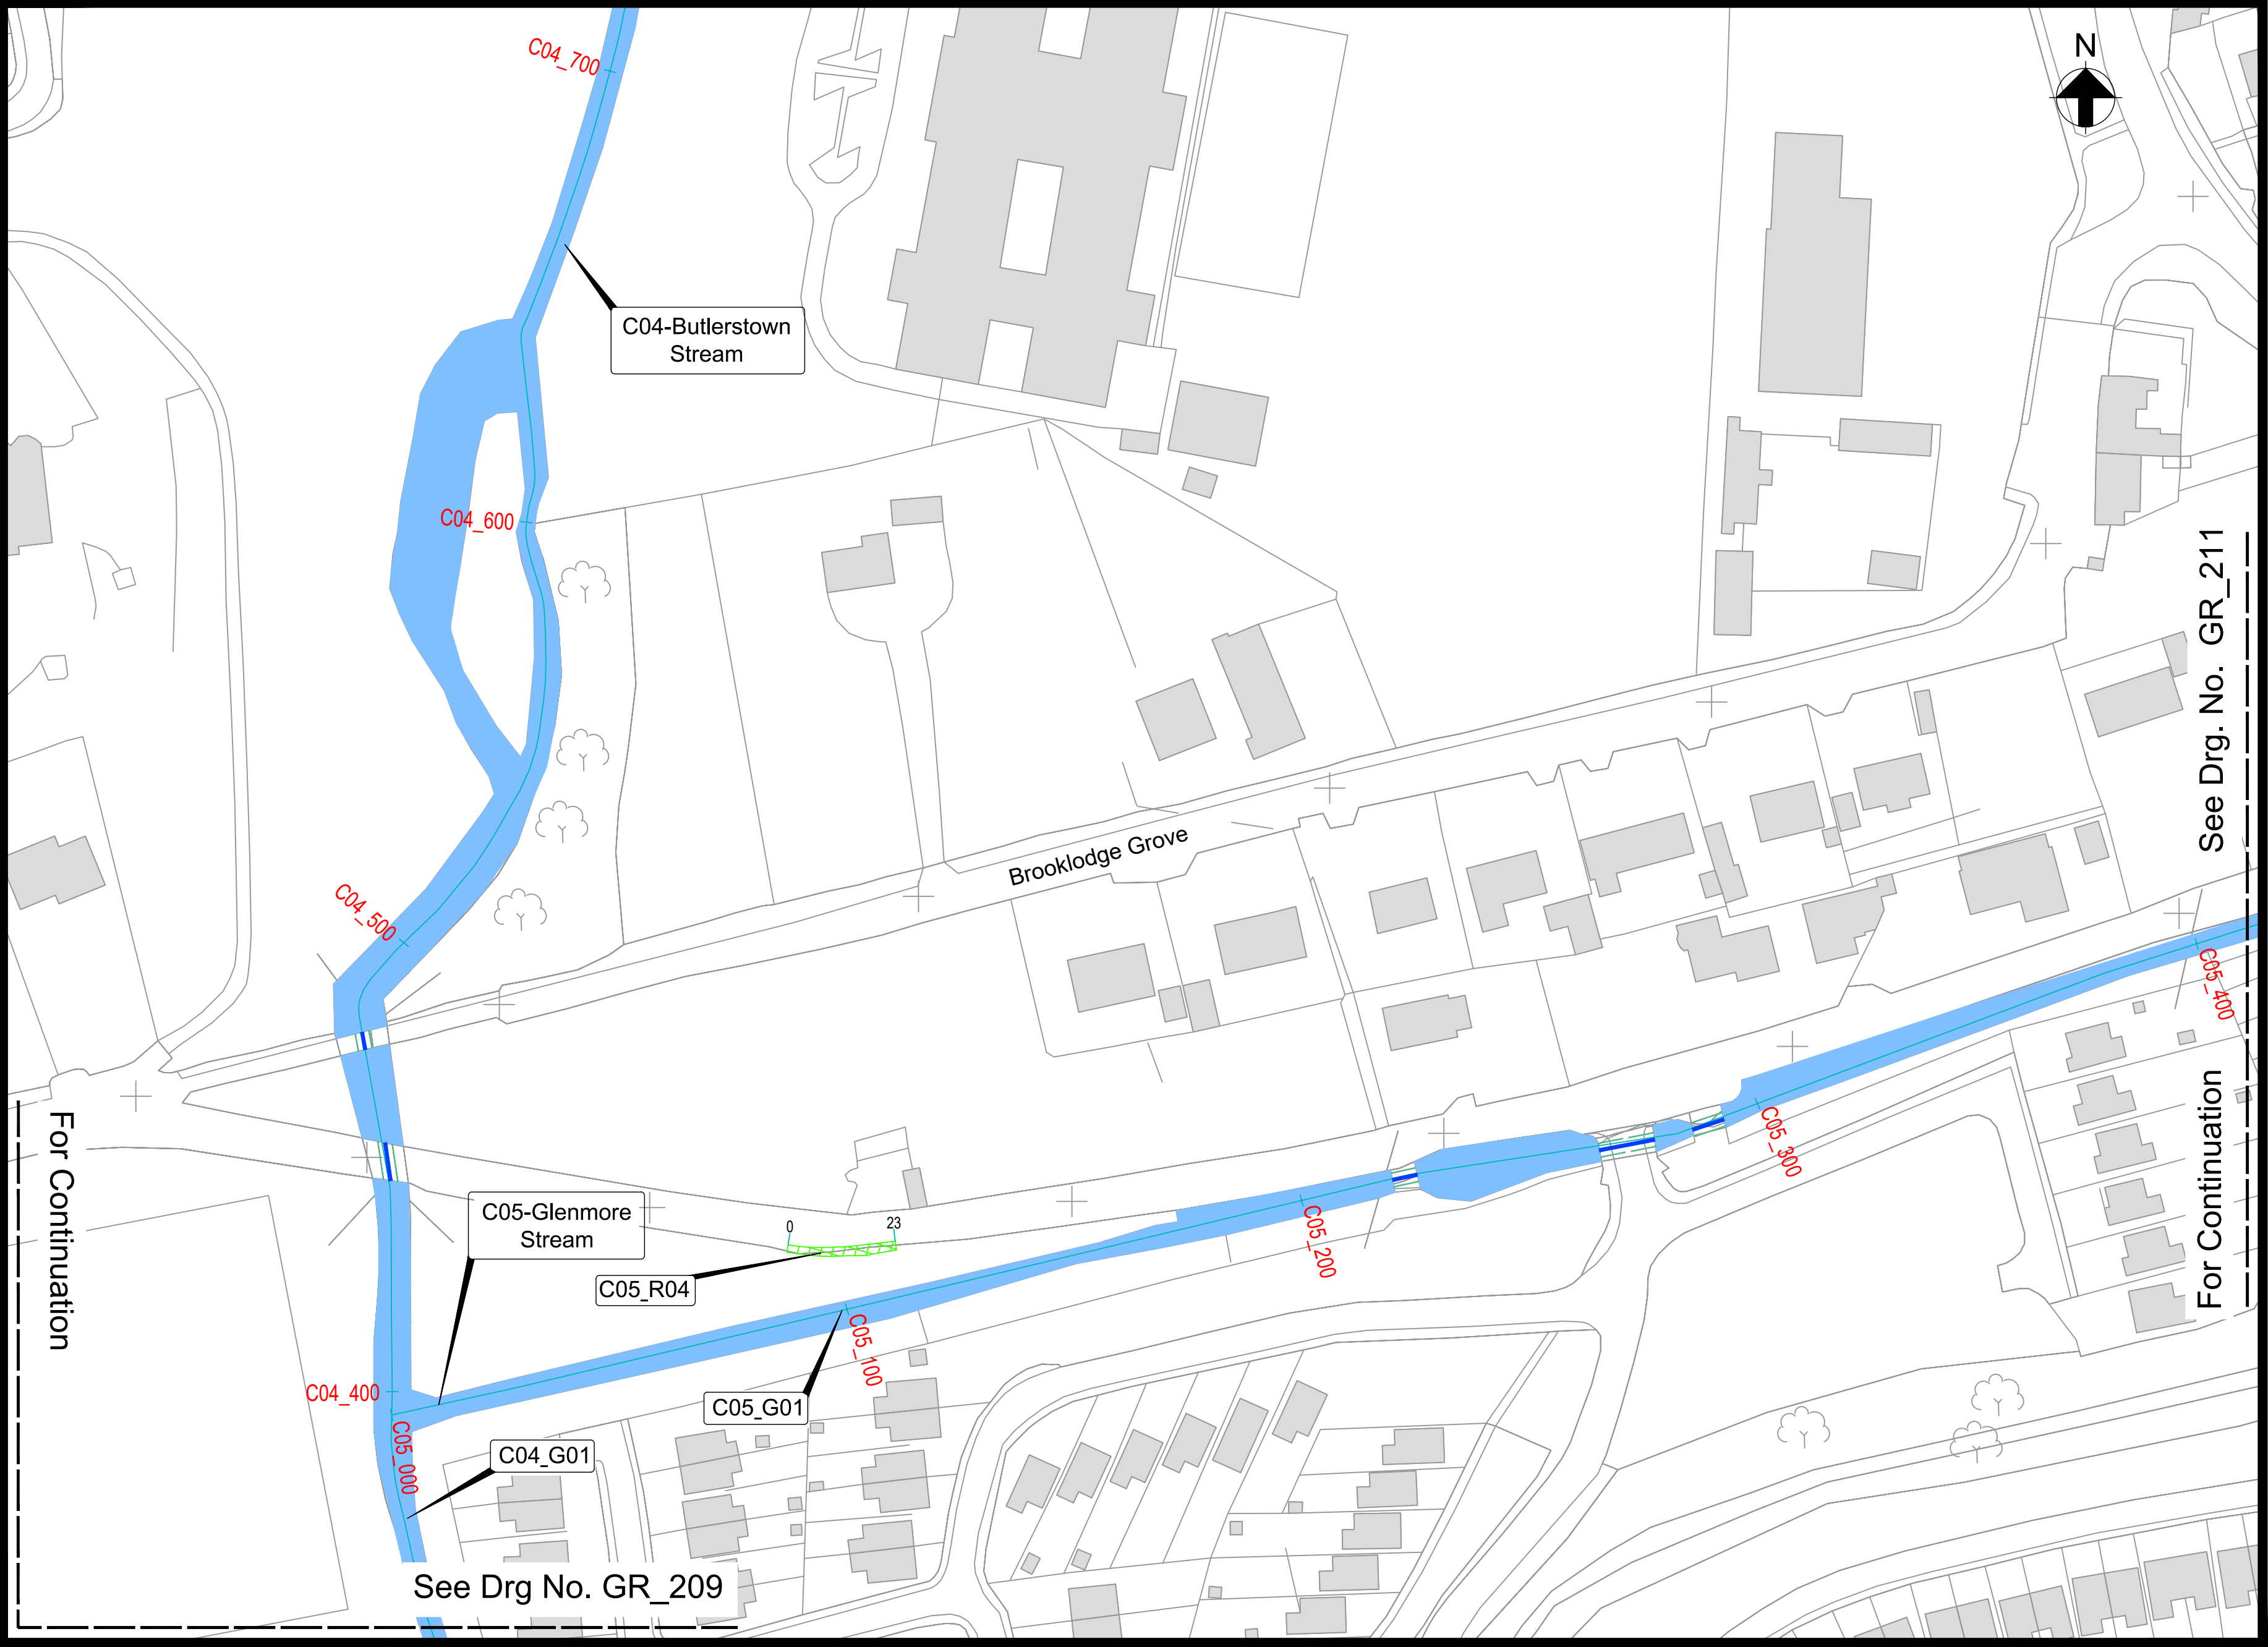 C04_700
N
C04-Butlerstown
Stream
C04_600
See Drg. No. GR_211
Brooklodge Grove
C04_500
C05_400
For Continuation
For Continuation
C05_300
C05-Glenmore
Stream
0
23
C05_200
C05_R04
C05_100
C04_400
C05_G01
C05_000
C04_G01
See Drg No. GR_209